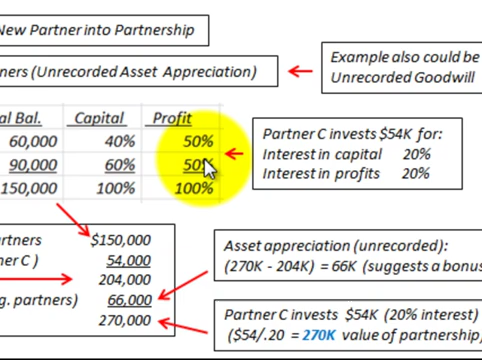 New Partner into Partnership
ners (Unrecorded Asset Appreciation)
Example also could be
Unrecorded Goodwill
al Bal. Capital Profit
60,000 40% 50%
90,000 60% 50%
150,000 100% 100%
Partner C invests $54K for:
Interest in capital 20%
Interest in profits 20%
artners $150,000
ner C ) 54,000
204,000
g. partners) 66,000
270,000
Asset appreciation (unrecorded):
(270K - 204K) = 66K (suggests a bonus
Partner C invests $54K (20% interest)
($54/.20 = 270K value of partnership)